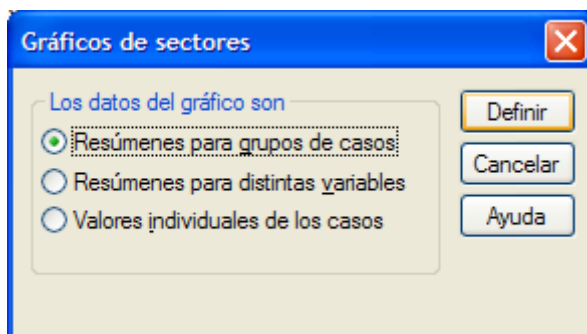 Gráficos de sectores
Los datos del gráfico son
Resúmenes para grupos de casos
Resúmenes para distintas variables
Valores individuales de los casos
Definir
Cancelar
Ayuda